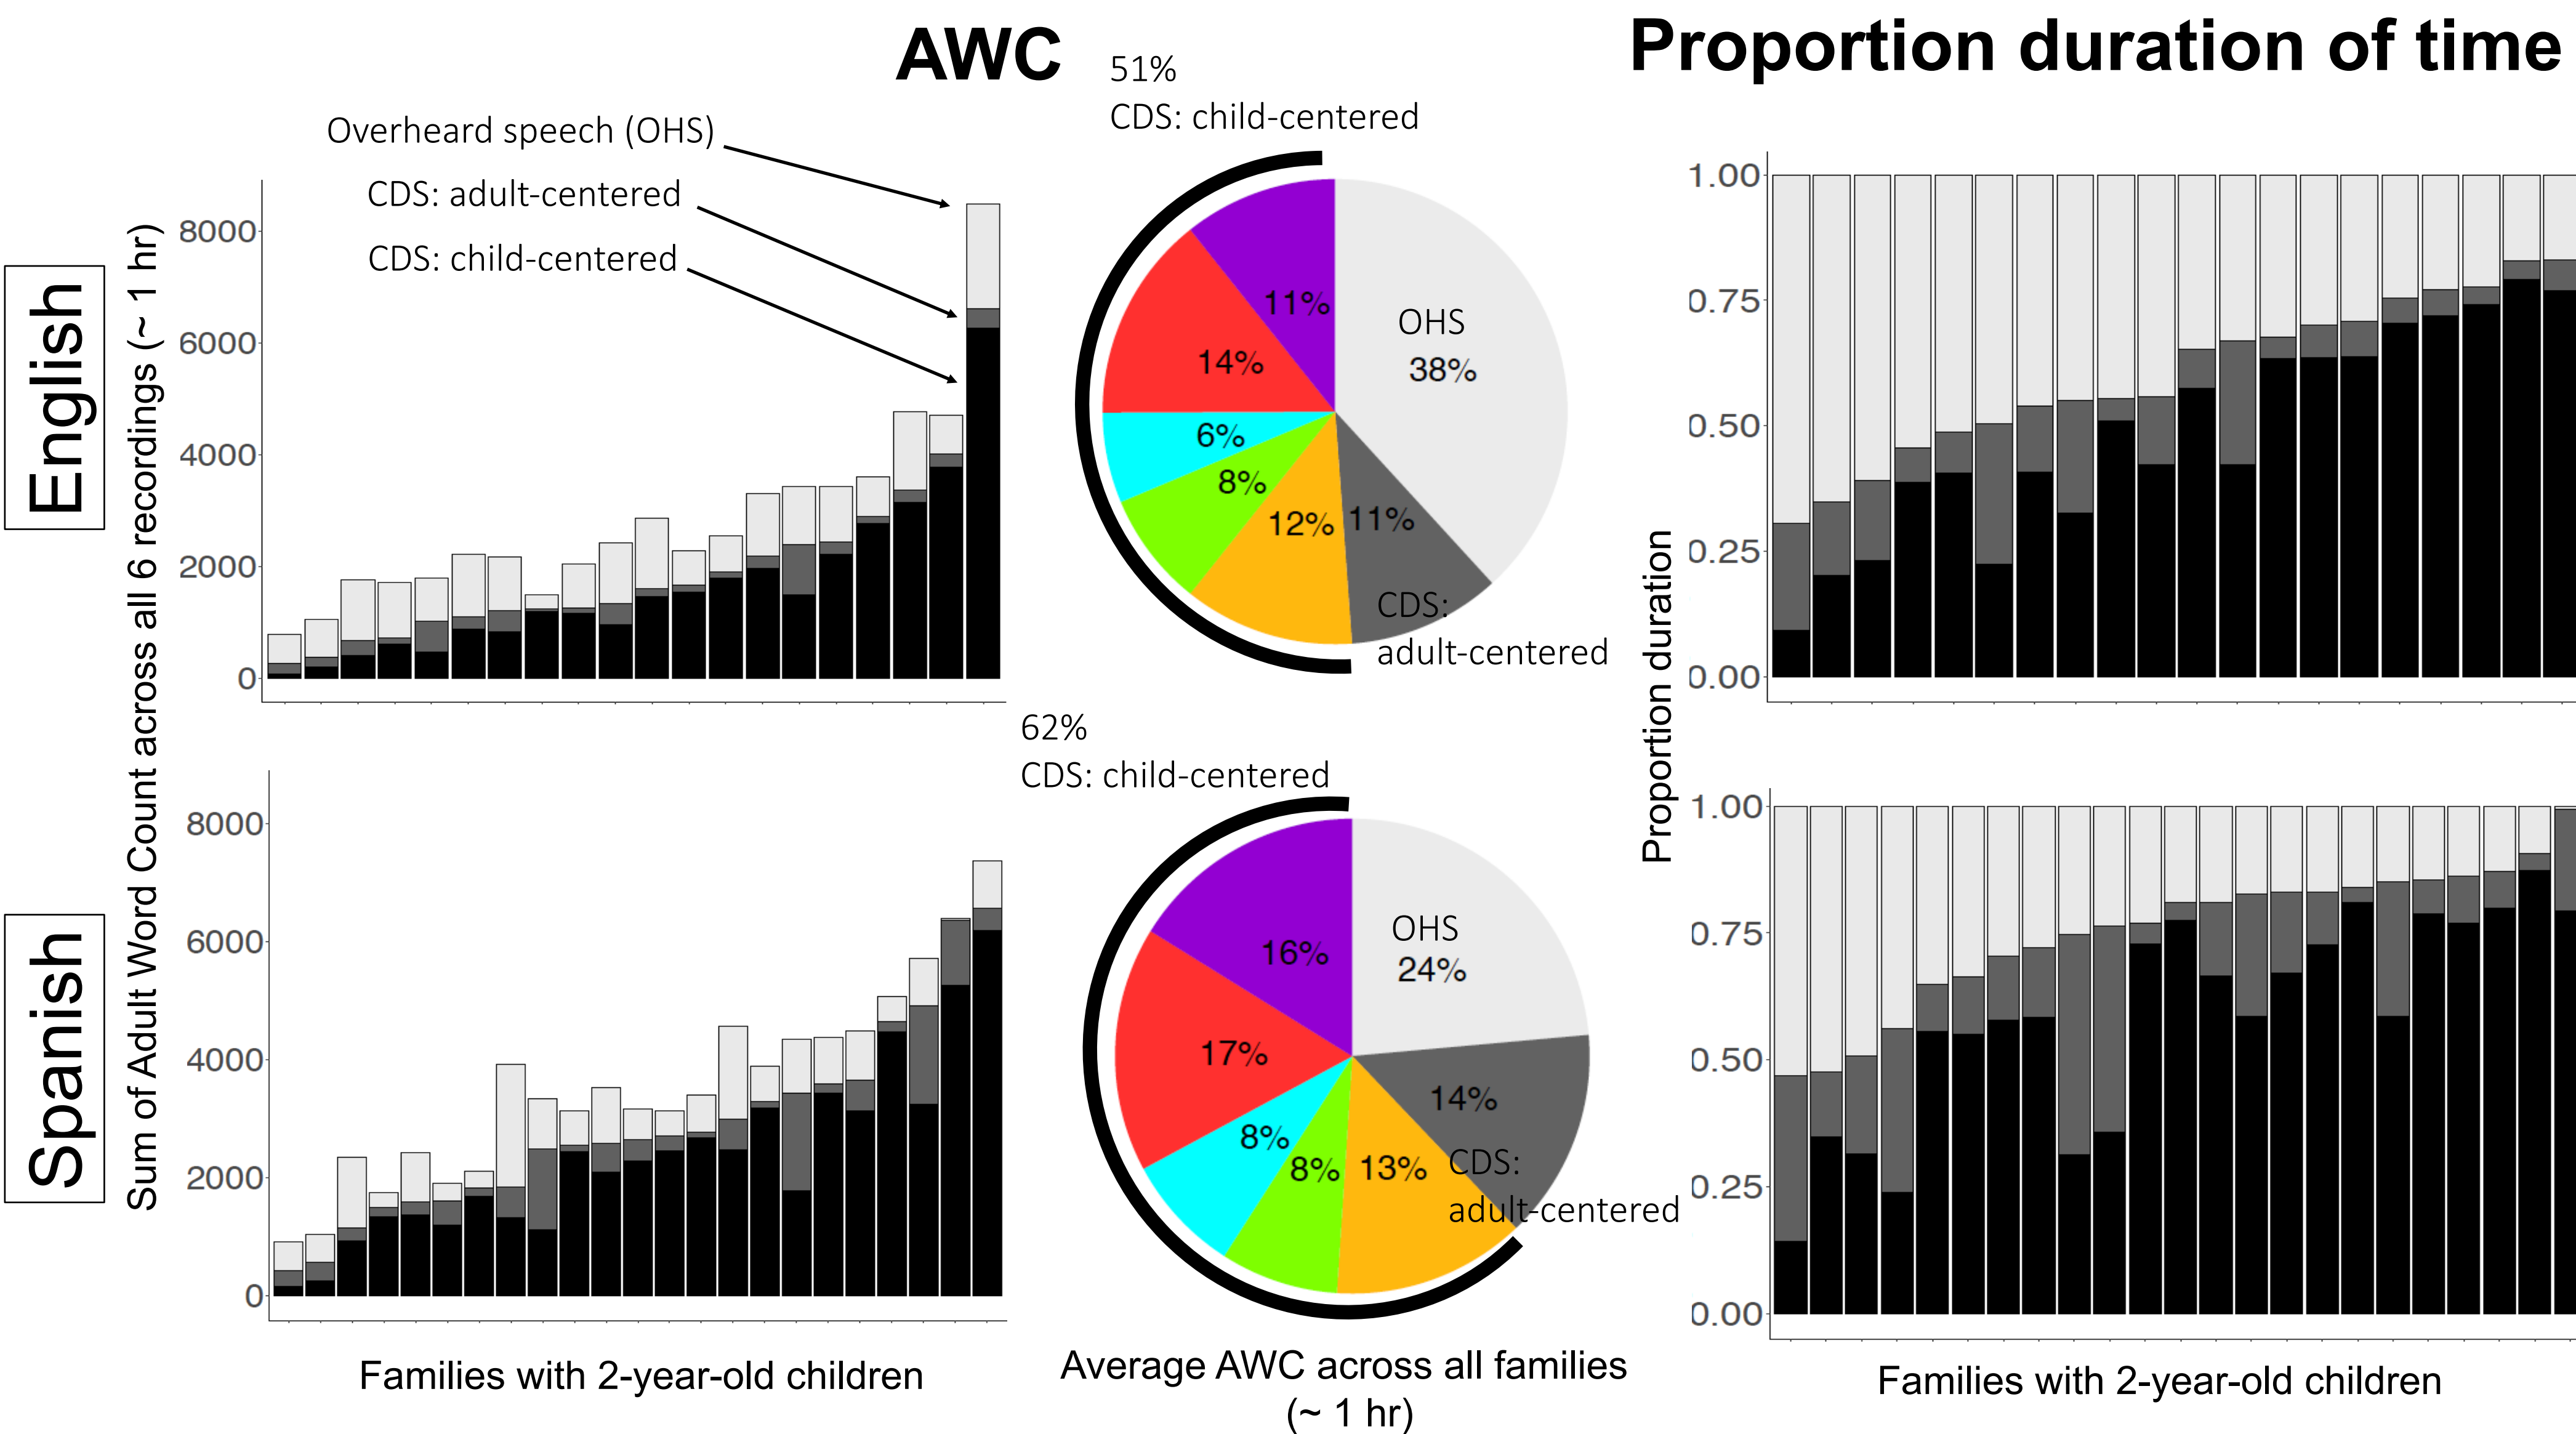 AWC
Proportion duration of time
51%
CDS: child-centered
Overheard speech (OHS)
CDS: adult-centered
CDS: child-centered
English
Sum of Adult Word Count across all 6 recordings (~ 1 hr)
8000
6000
4000
2000
0
11%
14%
6%
8%
12%
11%
OHS
38%
CDS:
adult-centered
Proportion duration
1.00
0.75
0.50
0.25
0.00
62%
CDS: child-centered
Spanish
8000
6000
4000
2000
0
16%
17%
8%
8%
13%
14%
OHS
24%
CDS:
adult-centered
1.00
0.75
0.50
0.25
0.00
Families with 2-year-old children
Average AWC across all families
(~ 1 hr)
Families with 2-year-old children